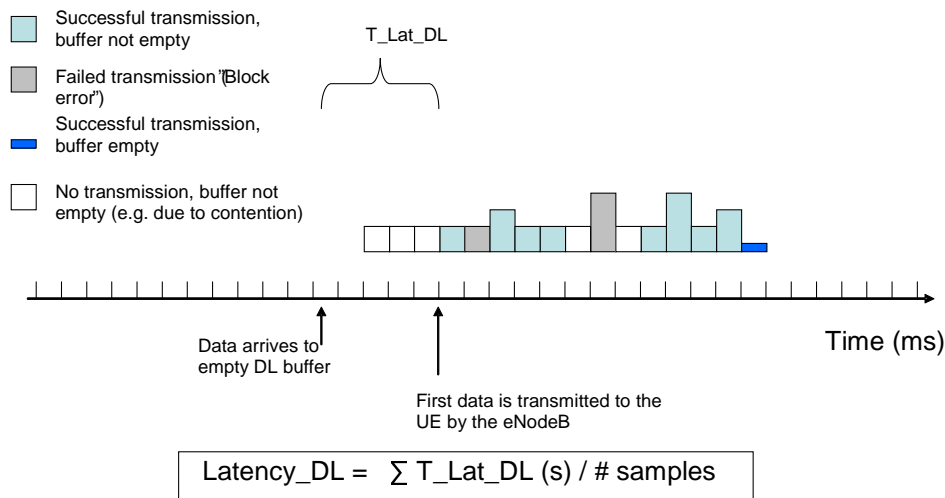 Successful transmission,
buffer not empty
T_Lat_DL
Failed transmission ”(Block
error”)
Successful transmission,
buffer empty
No transmission, buffer not
empty (e.g. due to contention)
Time (ms)
Data arrives to
empty DL buffer
First data is transmitted to the
UE by the eNodeB
Latency_DL = ∑ T_Lat_DL (s) / # samples